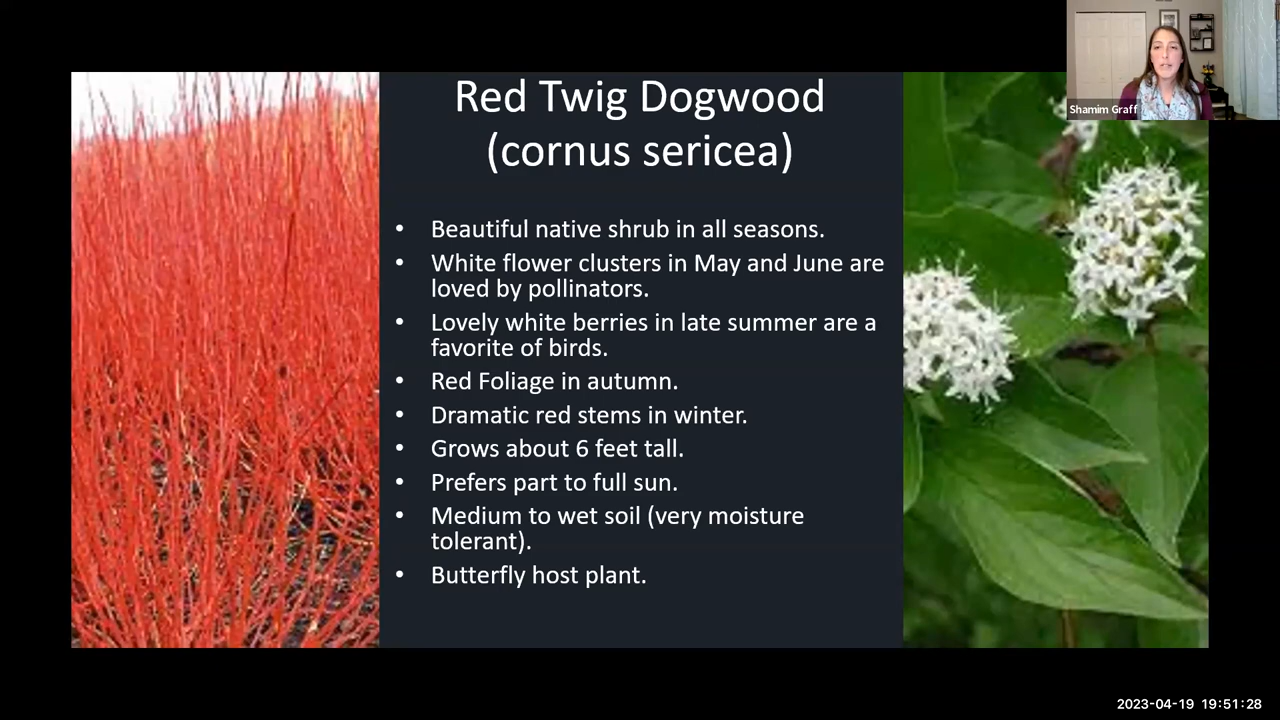 Shamim Graff
Red Twig Dogwood
(cornus sericea)
• Beautiful native shrub in all seasons.
• White flower clusters in May and June are
loved by pollinators.
• Lovely white berries in late summer are a
favorite of birds.
• Red Foliage in autumn.
• Dramatic red stems in winter.
• Grows about 6 feet tall.
• Prefers part to full sun.
• Medium to wet soil (very moisture
tolerant).
• Butterfly host plant.
2023-04-19 19:51:28